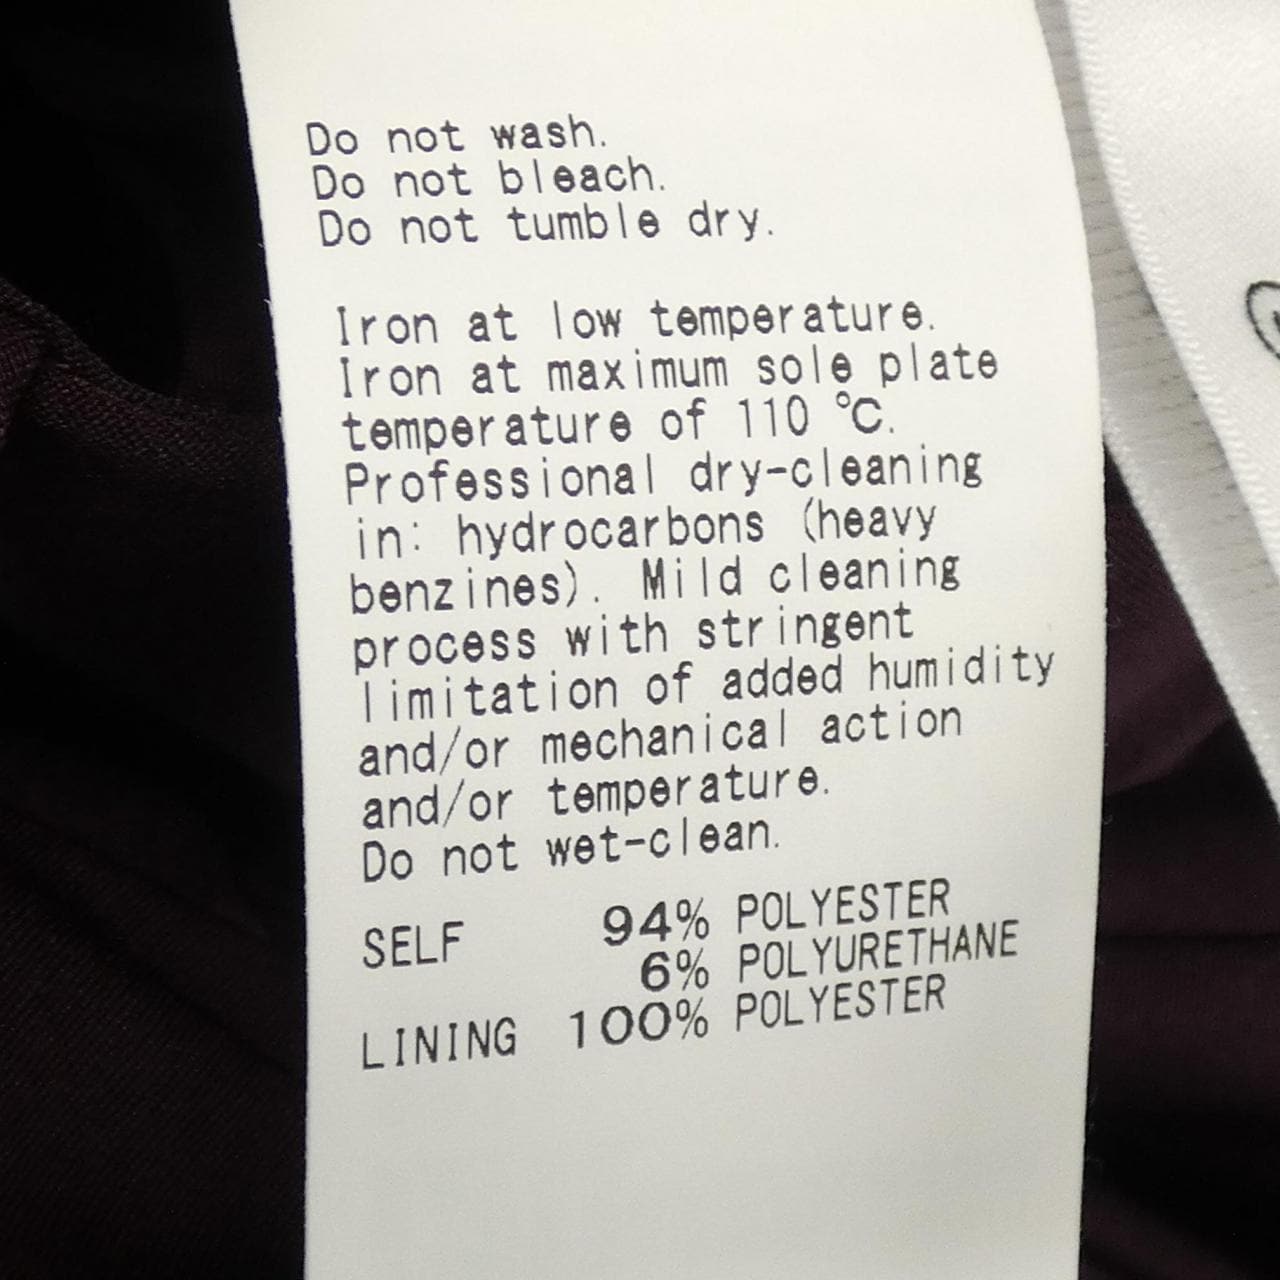 Do not wash.
Do not bleach.
Do not tumble dry.
Iron at low temperature.
Iron at maximum sole plate
temperature of 110 ℃.
Professional dry-cleaning
in: hydrocarbons (heavy
benzines). Mild cleaning
process with stringent
limitation of added humidity
and/or mechanical action
and/or temperature.
Do not wet-clean.
SELF 94% POLYESTER
6% POLYURETHANE
LINING 100% POLYESTER